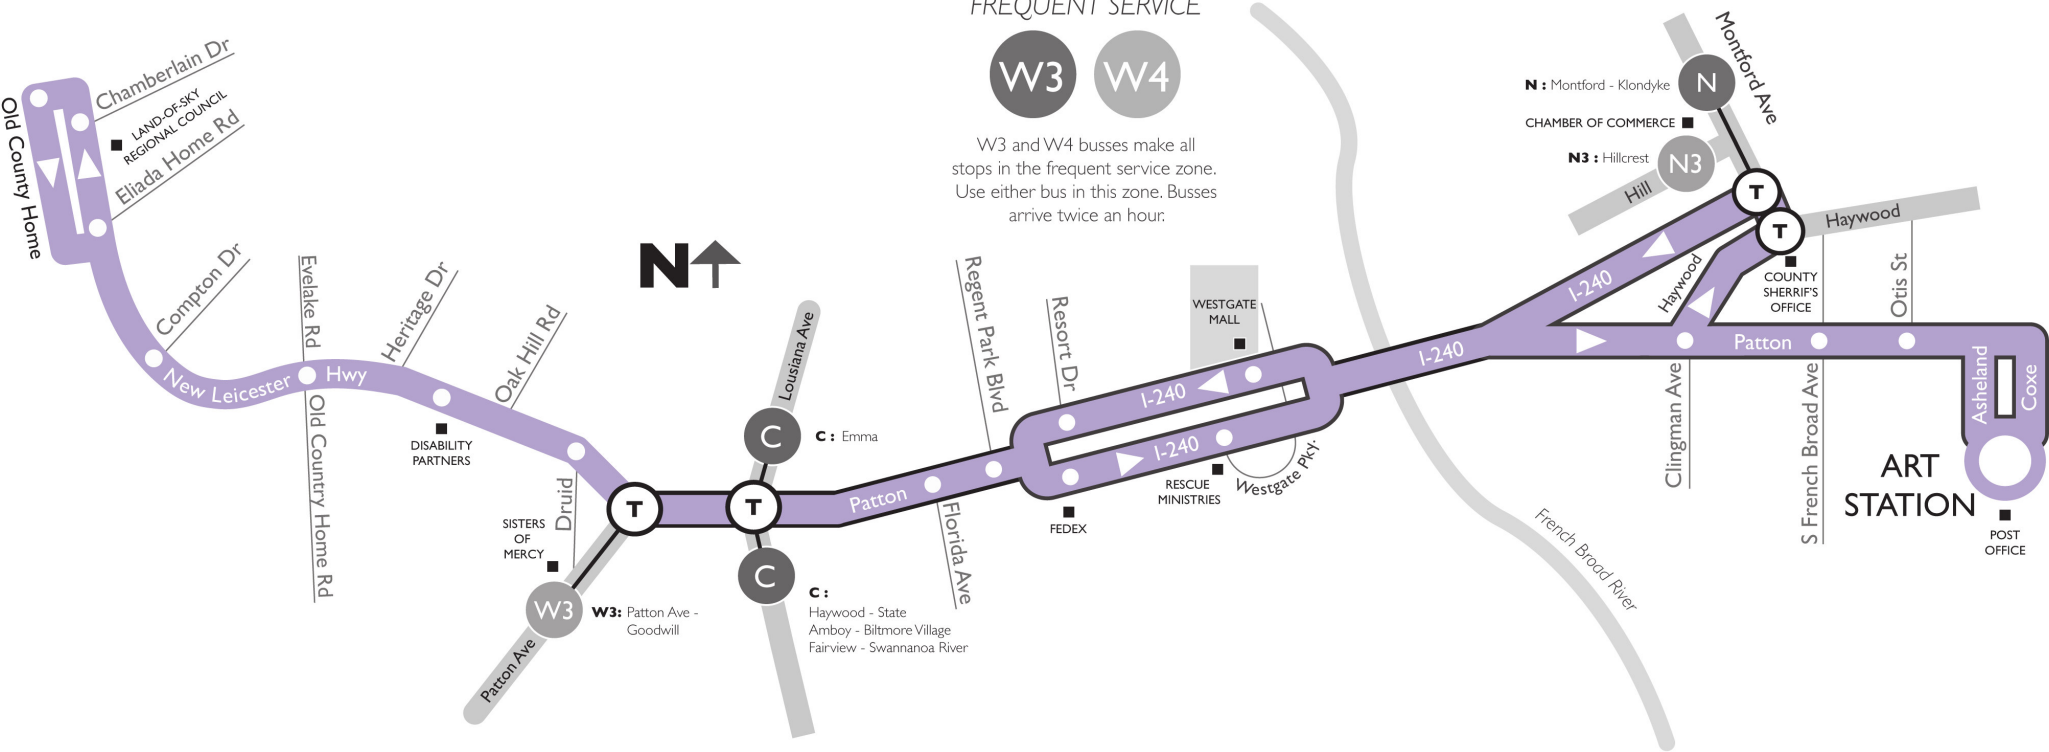 FREQUENT SERVICE
W3
W4
W3 and W4 busses make all
stops in the frequent service zone.
Use either bus in this zone. Busses
arrive twice an hour.
Old County Home
Chamberlain Dr
LAND-OF-SKY
REGIONAL COUNCIL
Eliada Home Rd
Compton Dr
New Leicester Hwy
Evelake Rd
Old Country Home Rd
Heritage Dr
DISABILITY
PARTNERS
Oak Hill Rd
Druid
SISTERS
OF
MERCY
T
W3
W3: Patton Ave -
Goodwill
Patton Ave
N
Lousiana Ave
C
C : Emma
T
C
C :
Haywood - State
Amboy - Biltmore Village
Fairview - Swannanoa River
Patton
Florida Ave
Regent Park Blvd
Resort Dr
FEDEX
WESTGATE
MALL
I-240
I-240
RESCUE
MINISTRIES
Westgate Pky.
I-240
French Broad River
I-240
Montford Ave
N
N : Montford - Klondyke
CHAMBER OF COMMERCE
N3 : Hillcrest
N3
Hill
T
T
Haywood
Haywood
COUNTY
SHERRIF'S
OFFICE
Otis St
Patton
Clingman Ave
S French Broad Ave
Asheland
Coxe
ART
STATION
POST
OFFICE